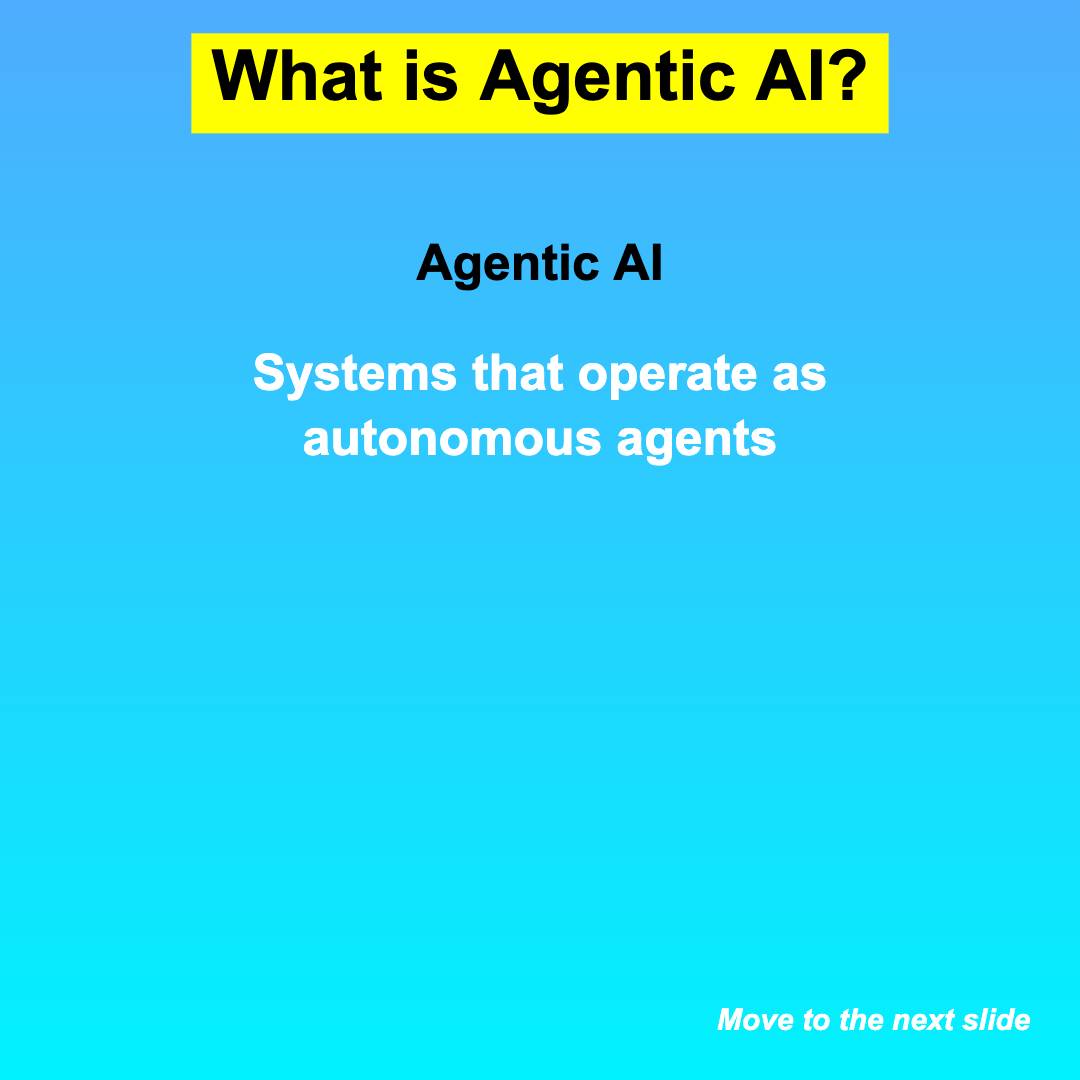 What is Agentic AI?
Agentic AI
Systems that operate as
autonomous agents
Move to the next slide